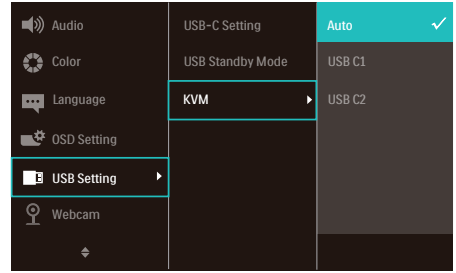 Audio
Color
Language
OSD Setting
USB Setting
Webcam
USB-C Setting
USB Standby Mode
KVM
Auto
USB C1
USB C2